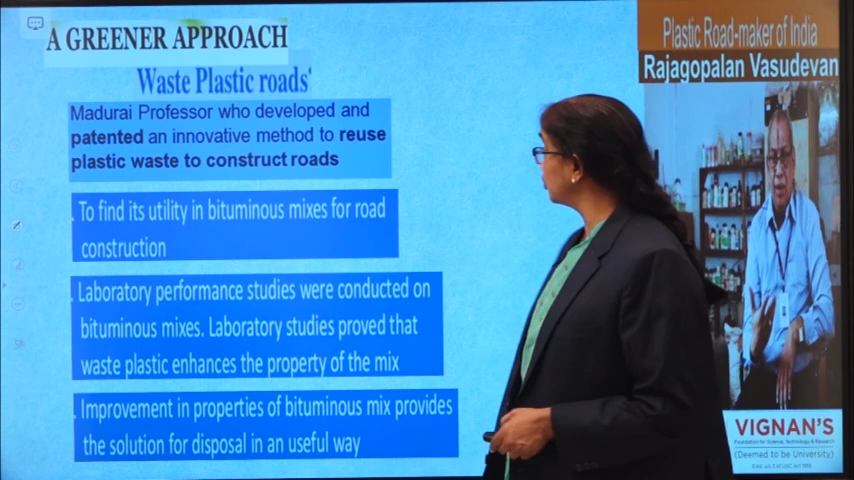 A GREENER APPROACH
Waste Plastic roads'
Madurai Professor who developed and
patented an innovative method to reuse
plastic waste to construct roads
. To find its utility in bituminous mixes for road
construction
. Laboratory performance studies were conducted on
bituminous mixes. Laboratory studies proved that
waste plastic enhances the property of the mix
. Improvement in properties of bituminous mix provides
the solution for disposal in an useful way
Plastic Road-maker of India
Rajagopalan Vasudevan
VIGNAN'S
Foundation for Science, Technology & Research
(Deemed to be University)